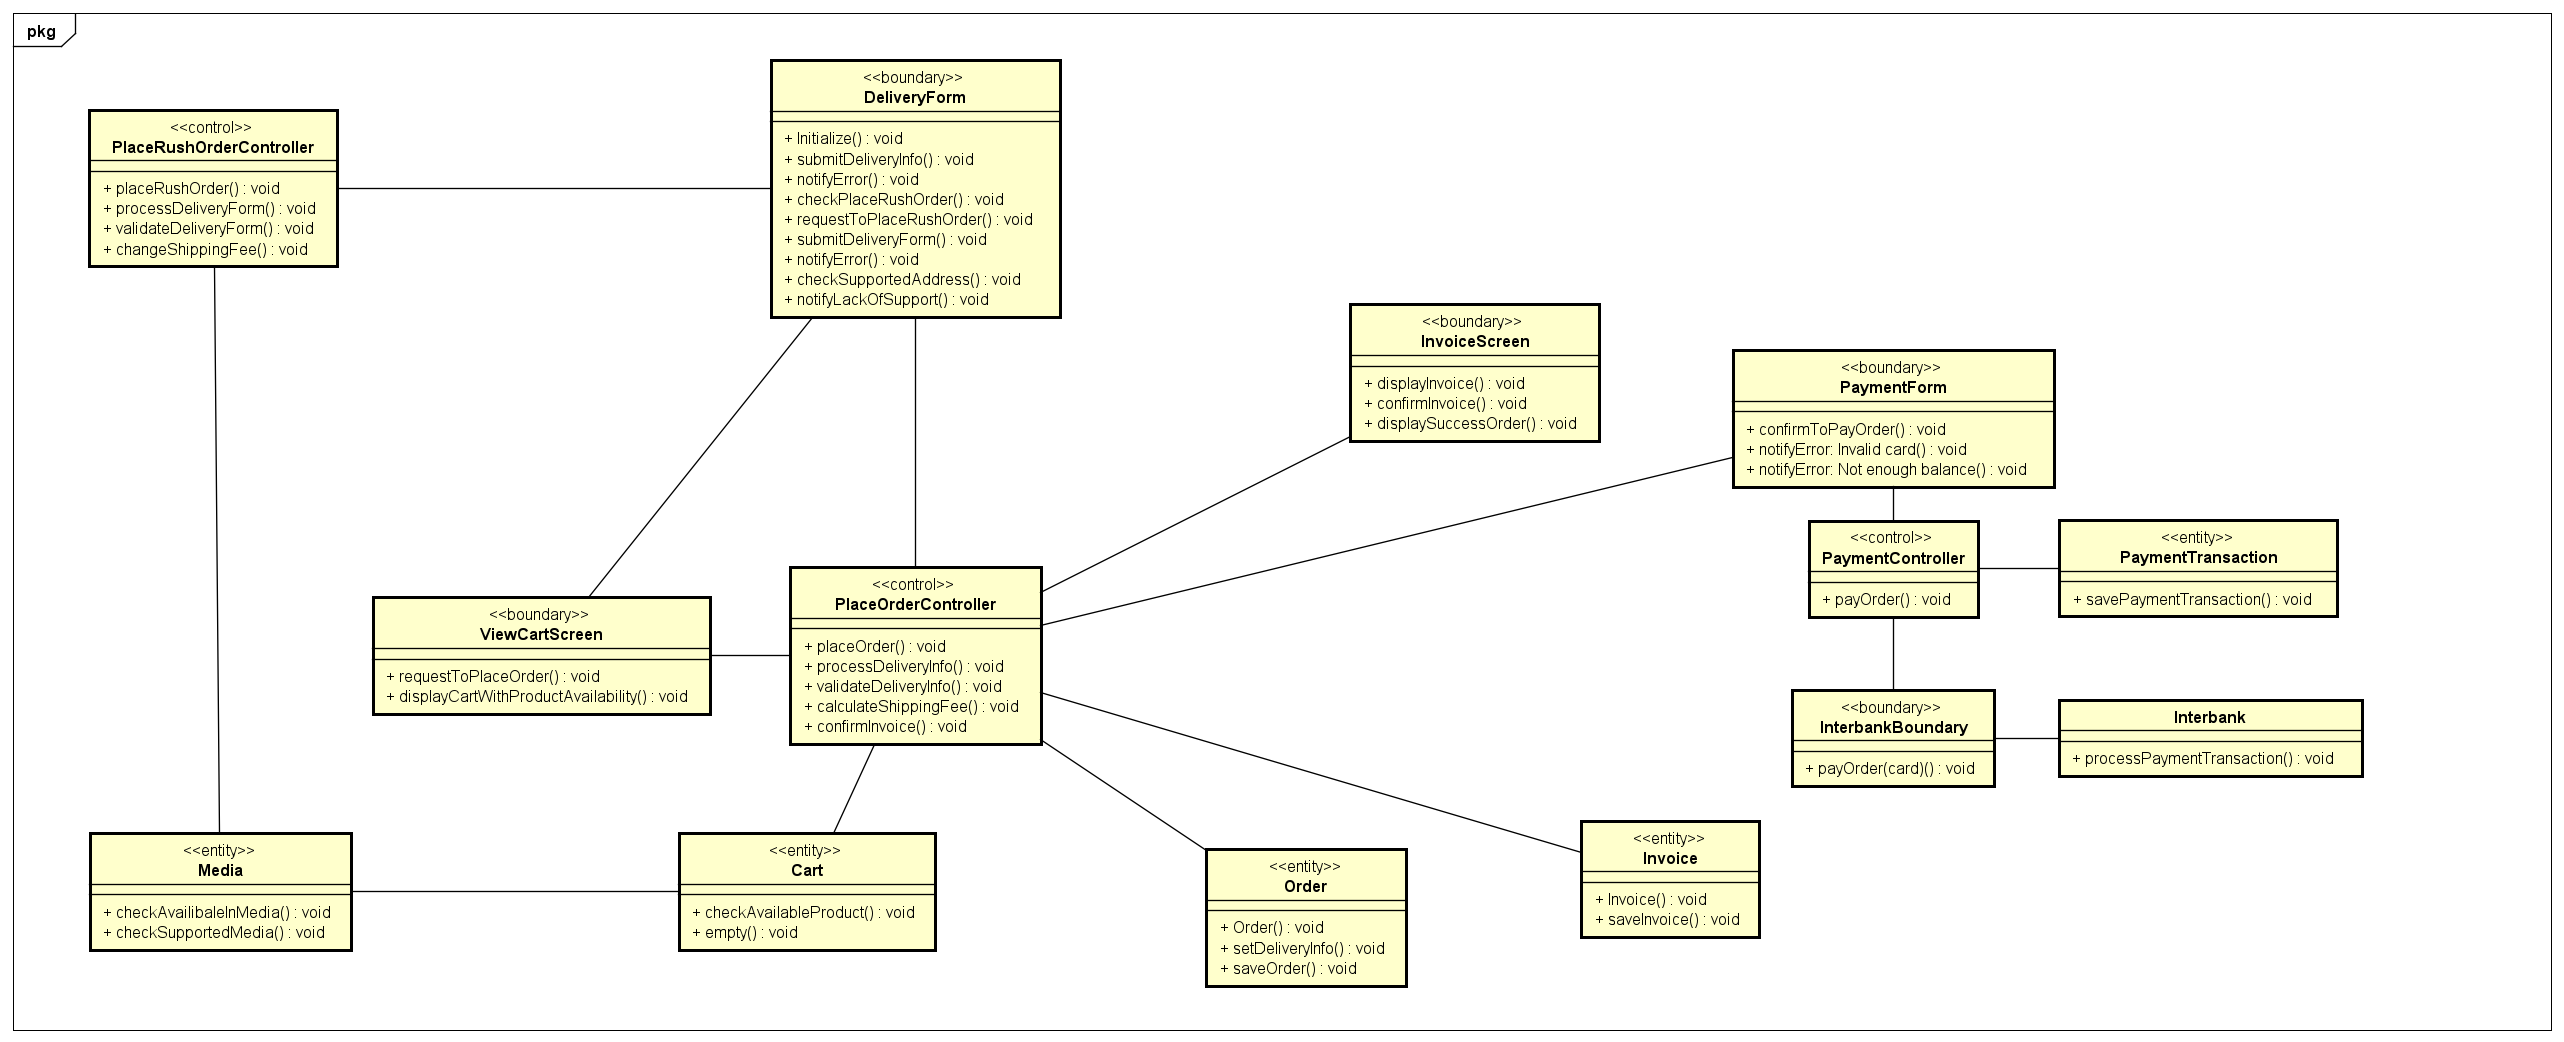 pkg
<<control>>
PlaceRushOrderController
+ placeRushOrder() : void
+ processDeliveryForm() : void
+ validateDeliveryForm() : void
+ changeShippingFee() : void
<<boundary>>
DeliveryForm
+ Initialize() : void
+ submitDeliveryInfo() : void
+ notifyError() : void
+ checkPlaceRushOrder() : void
+ requestToPlaceRushOrder() : void
+ submitDeliveryForm() : void
+ notifyError() : void
+ checkSupportedAddress() : void
+ notifyLackOfSupport() : void
<<boundary>>
InvoiceScreen
+ displayInvoice() : void
+ confirmInvoice() : void
+ displaySuccessOrder() : void
<<boundary>>
PaymentForm
+ confirmToPayOrder() : void
+ notifyError: Invalid card() : void
+ notifyError: Not enough balance() : void
<<control>>
PaymentController
+ payOrder() : void
<<entity>>
PaymentTransaction
+ savePaymentTransaction() : void
<<boundary>>
ViewCartScreen
+ requestToPlaceOrder() : void
+ displayCartWithProductAvailability() : void
<<control>>
PlaceOrderController
+ placeOrder() : void
+ processDeliveryInfo() : void
+ validateDeliveryInfo() : void
+ calculateShippingFee() : void
+ confirmInvoice() : void
<<boundary>>
InterbankBoundary
+ payOrder(card)() : void
Interbank
+ processPaymentTransaction() : void
<<entity>>
Media
+ checkAvailibaleInMedia() : void
+ checkSupportedMedia() : void
<<entity>>
Cart
+ checkAvailableProduct() : void
+ empty() : void
<<entity>>
Order
+ Order() : void
+ setDeliveryInfo() : void
+ saveOrder() : void
<<entity>>
Invoice
+ Invoice() : void
+ saveInvoice() : void